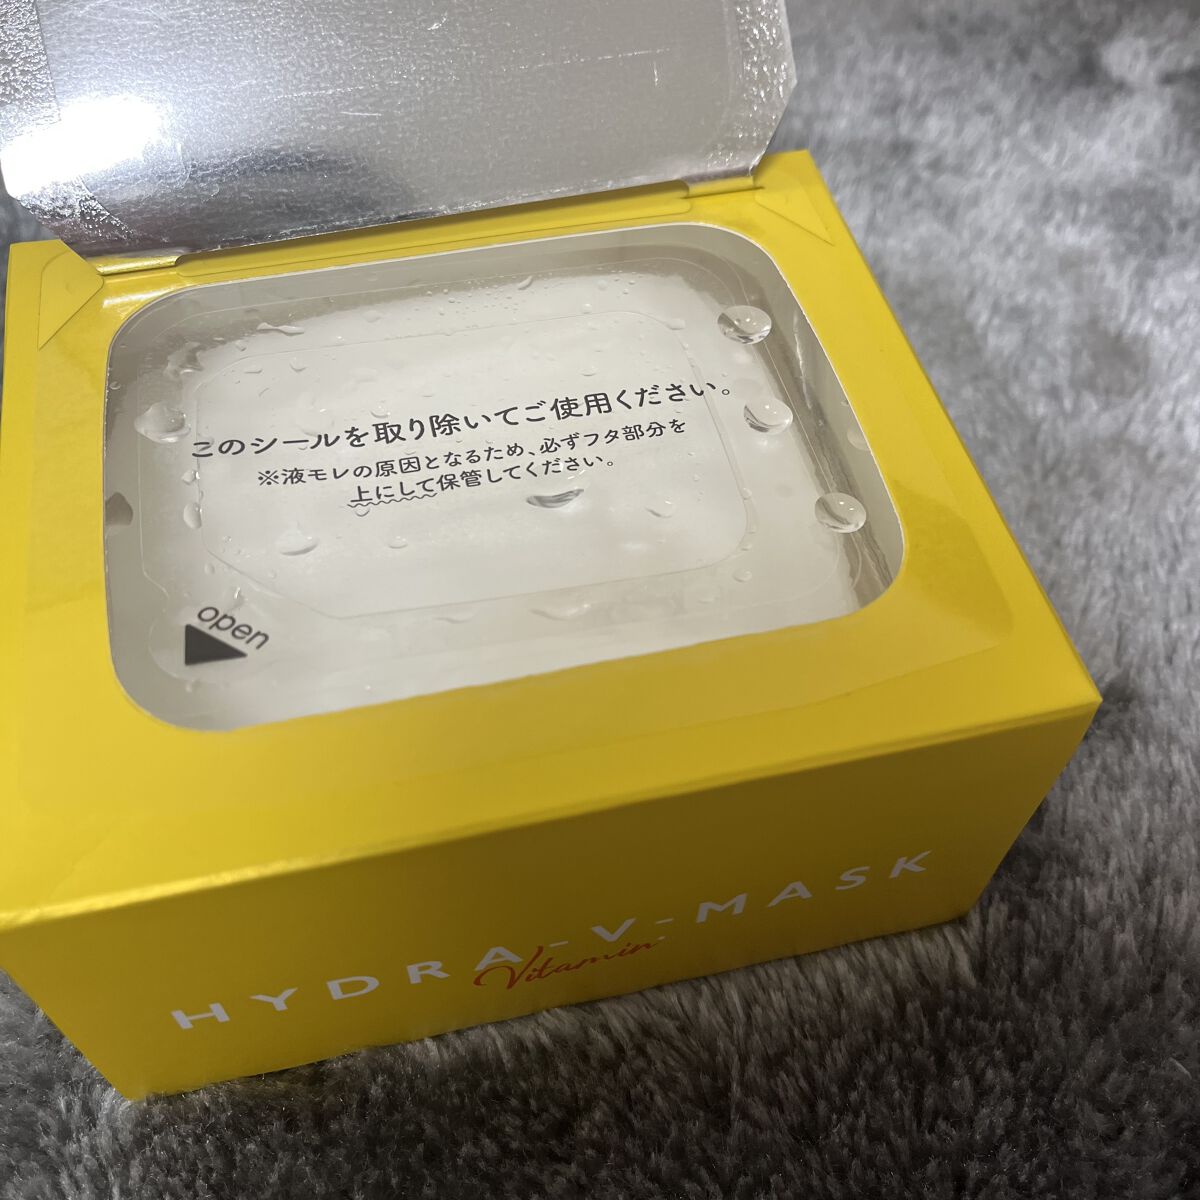 このシールを取り除いてご使用ください。
※液モレの原因となるため、必ずフタ部分を
上にして保管してください。
open
HYDRA-V-MASK
Vitamin